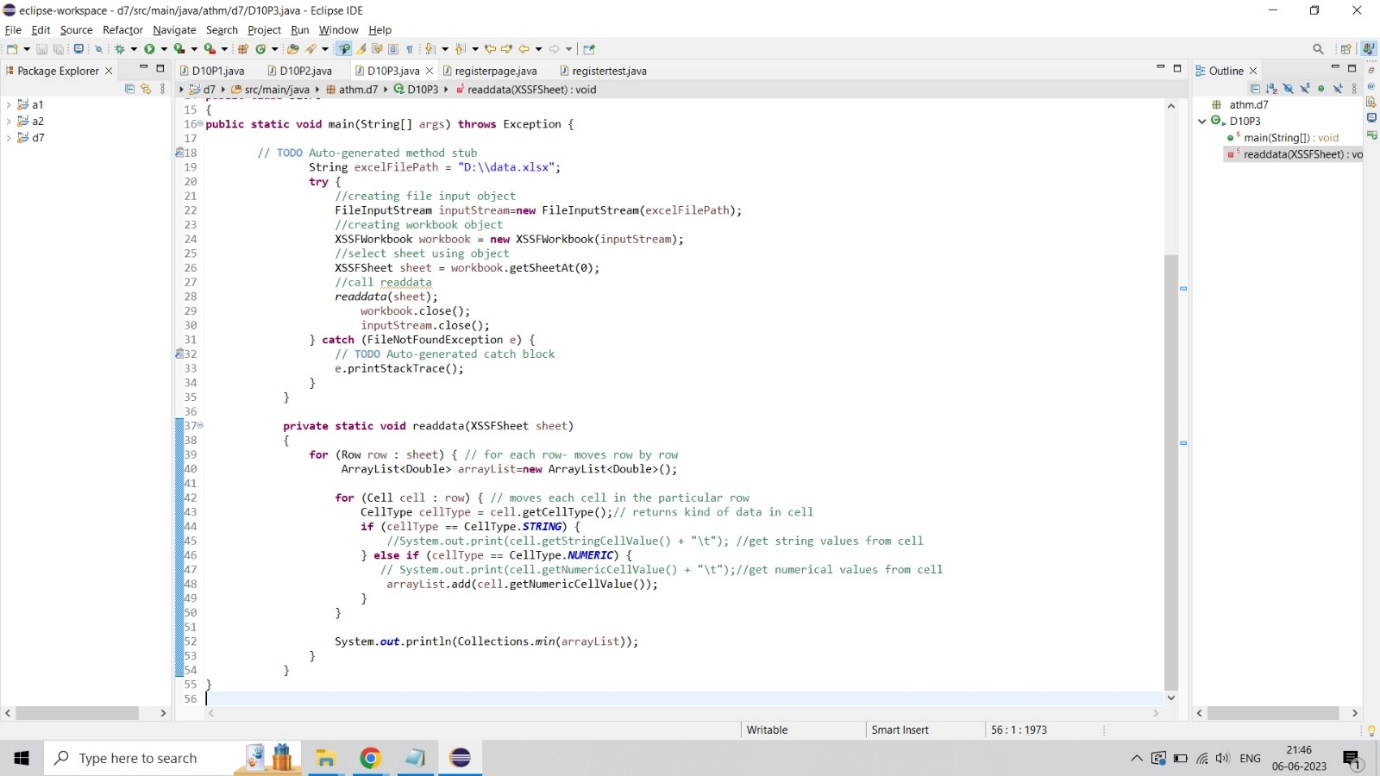 eclipse-workspace - d7/src/main/java/athm/d7/D10P3.java - Eclipse IDE
File Edit Source Refactor Navigate Search Project Run Window Help
Package Explorer
a1
a2
d7
D10P1.java D10P2.java D10P3.java registerpage.java registertest.java
d7 src/main/java athm.d7 D10P3 readdata(XSSFSheet) : void
15 {
16 public static void main(String[] args) throws Exception {
17
18 // TODO Auto-generated method stub
19 String excelFilePath = "D:\\data.xlsx";
20 try {
21 //creating file input object
22 FileInputStream inputStream=new FileInputStream(excelFilePath);
23 //creating workbook object
24 XSSFWorkbook workbook = new XSSFWorkbook(inputStream);
25 //select sheet using object
26 XSSFSheet sheet = workbook.getSheetAt(0);
27 //call readdata
28 readdata(sheet);
29 workbook.close();
30 inputStream.close();
31 } catch (FileNotFoundException e) {
32 // TODO Auto-generated catch block
33 e.printStackTrace();
34 }
35 }
36
37 private static void readdata(XSSFSheet sheet)
38 {
39 for (Row row : sheet) { // for each row- moves row by row
40 ArrayList<Double> arrayList=new ArrayList<Double>();
41
42 for (Cell cell : row) { // moves each cell in the particular row
43 CellType cellType = cell.getCellType();// returns kind of data in cell
44 if (cellType == CellType.STRING) {
45 //System.out.print(cell.getStringCellValue() + "\t"); //get string values from cell
46 } else if (cellType == CellType.NUMERIC) {
47 // System.out.print(cell.getNumericCellValue() + "\t");//get numerical values from cell
48 arrayList.add(cell.getNumericCellValue());
49 }
50 }
51
52 System.out.println(Collections.min(arrayList));
53 }
54 }
55 }
56
Outline
athm.d7
D10P3
main(String[]) : void
readdata(XSSFSheet) : vo
Writable Smart Insert 56 : 1 : 1973
Type here to search
ENG
21:46
06-06-2023
1